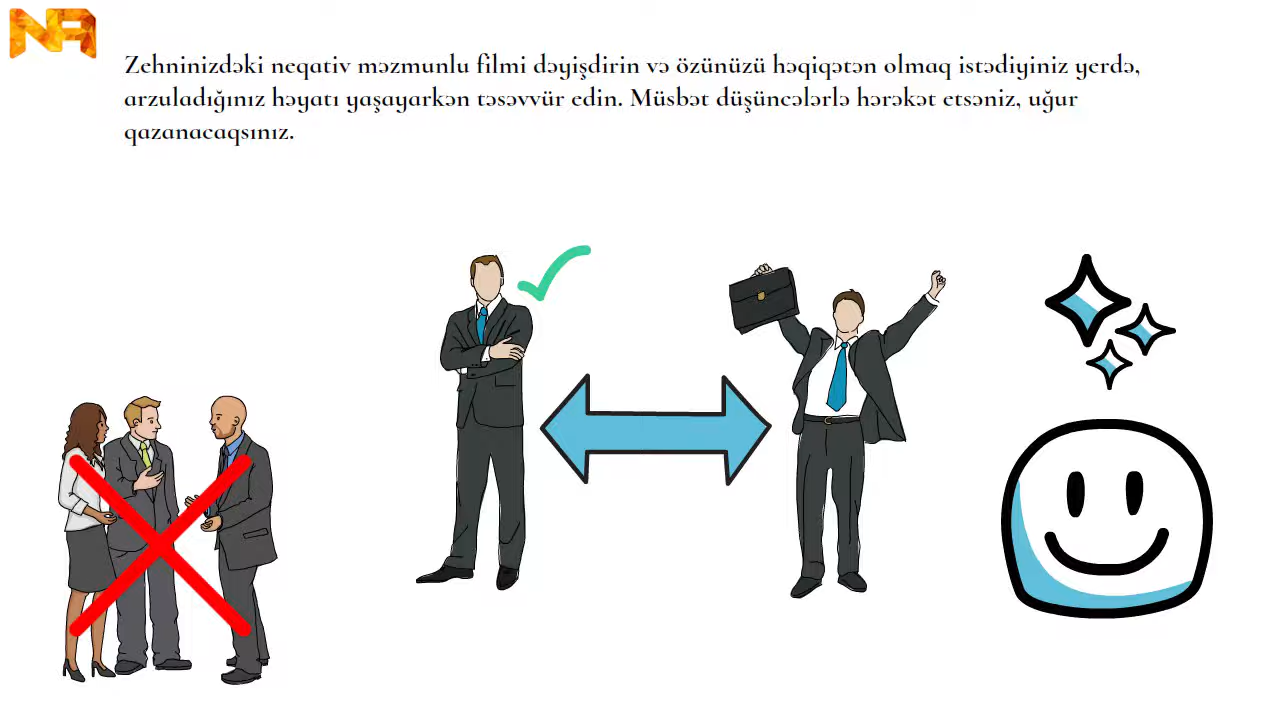 NA
Zehninizdəki neqativ məzmunlu filmi dəyişdirin və özünüzü həqiqətən olmaq istədiyiniz yerdə,
arzuladığınız həyatı yaşayarkən təsəvvür edin. Müsbət düşüncələrlə hərəkət etsəniz, uğur
qazanacaqsınız.